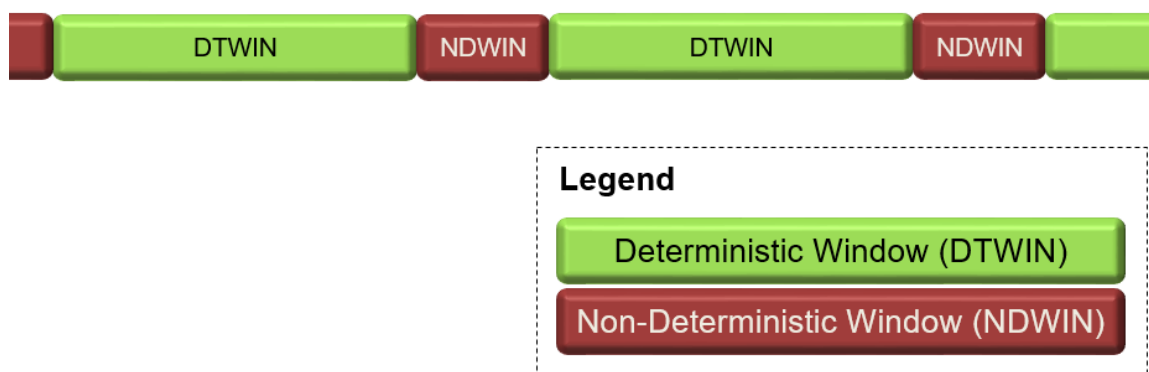 DTWIN NDWIN DTWIN NDWIN
Legend
Deterministic Window (DTWIN)
Non-Deterministic Window (NDWIN)